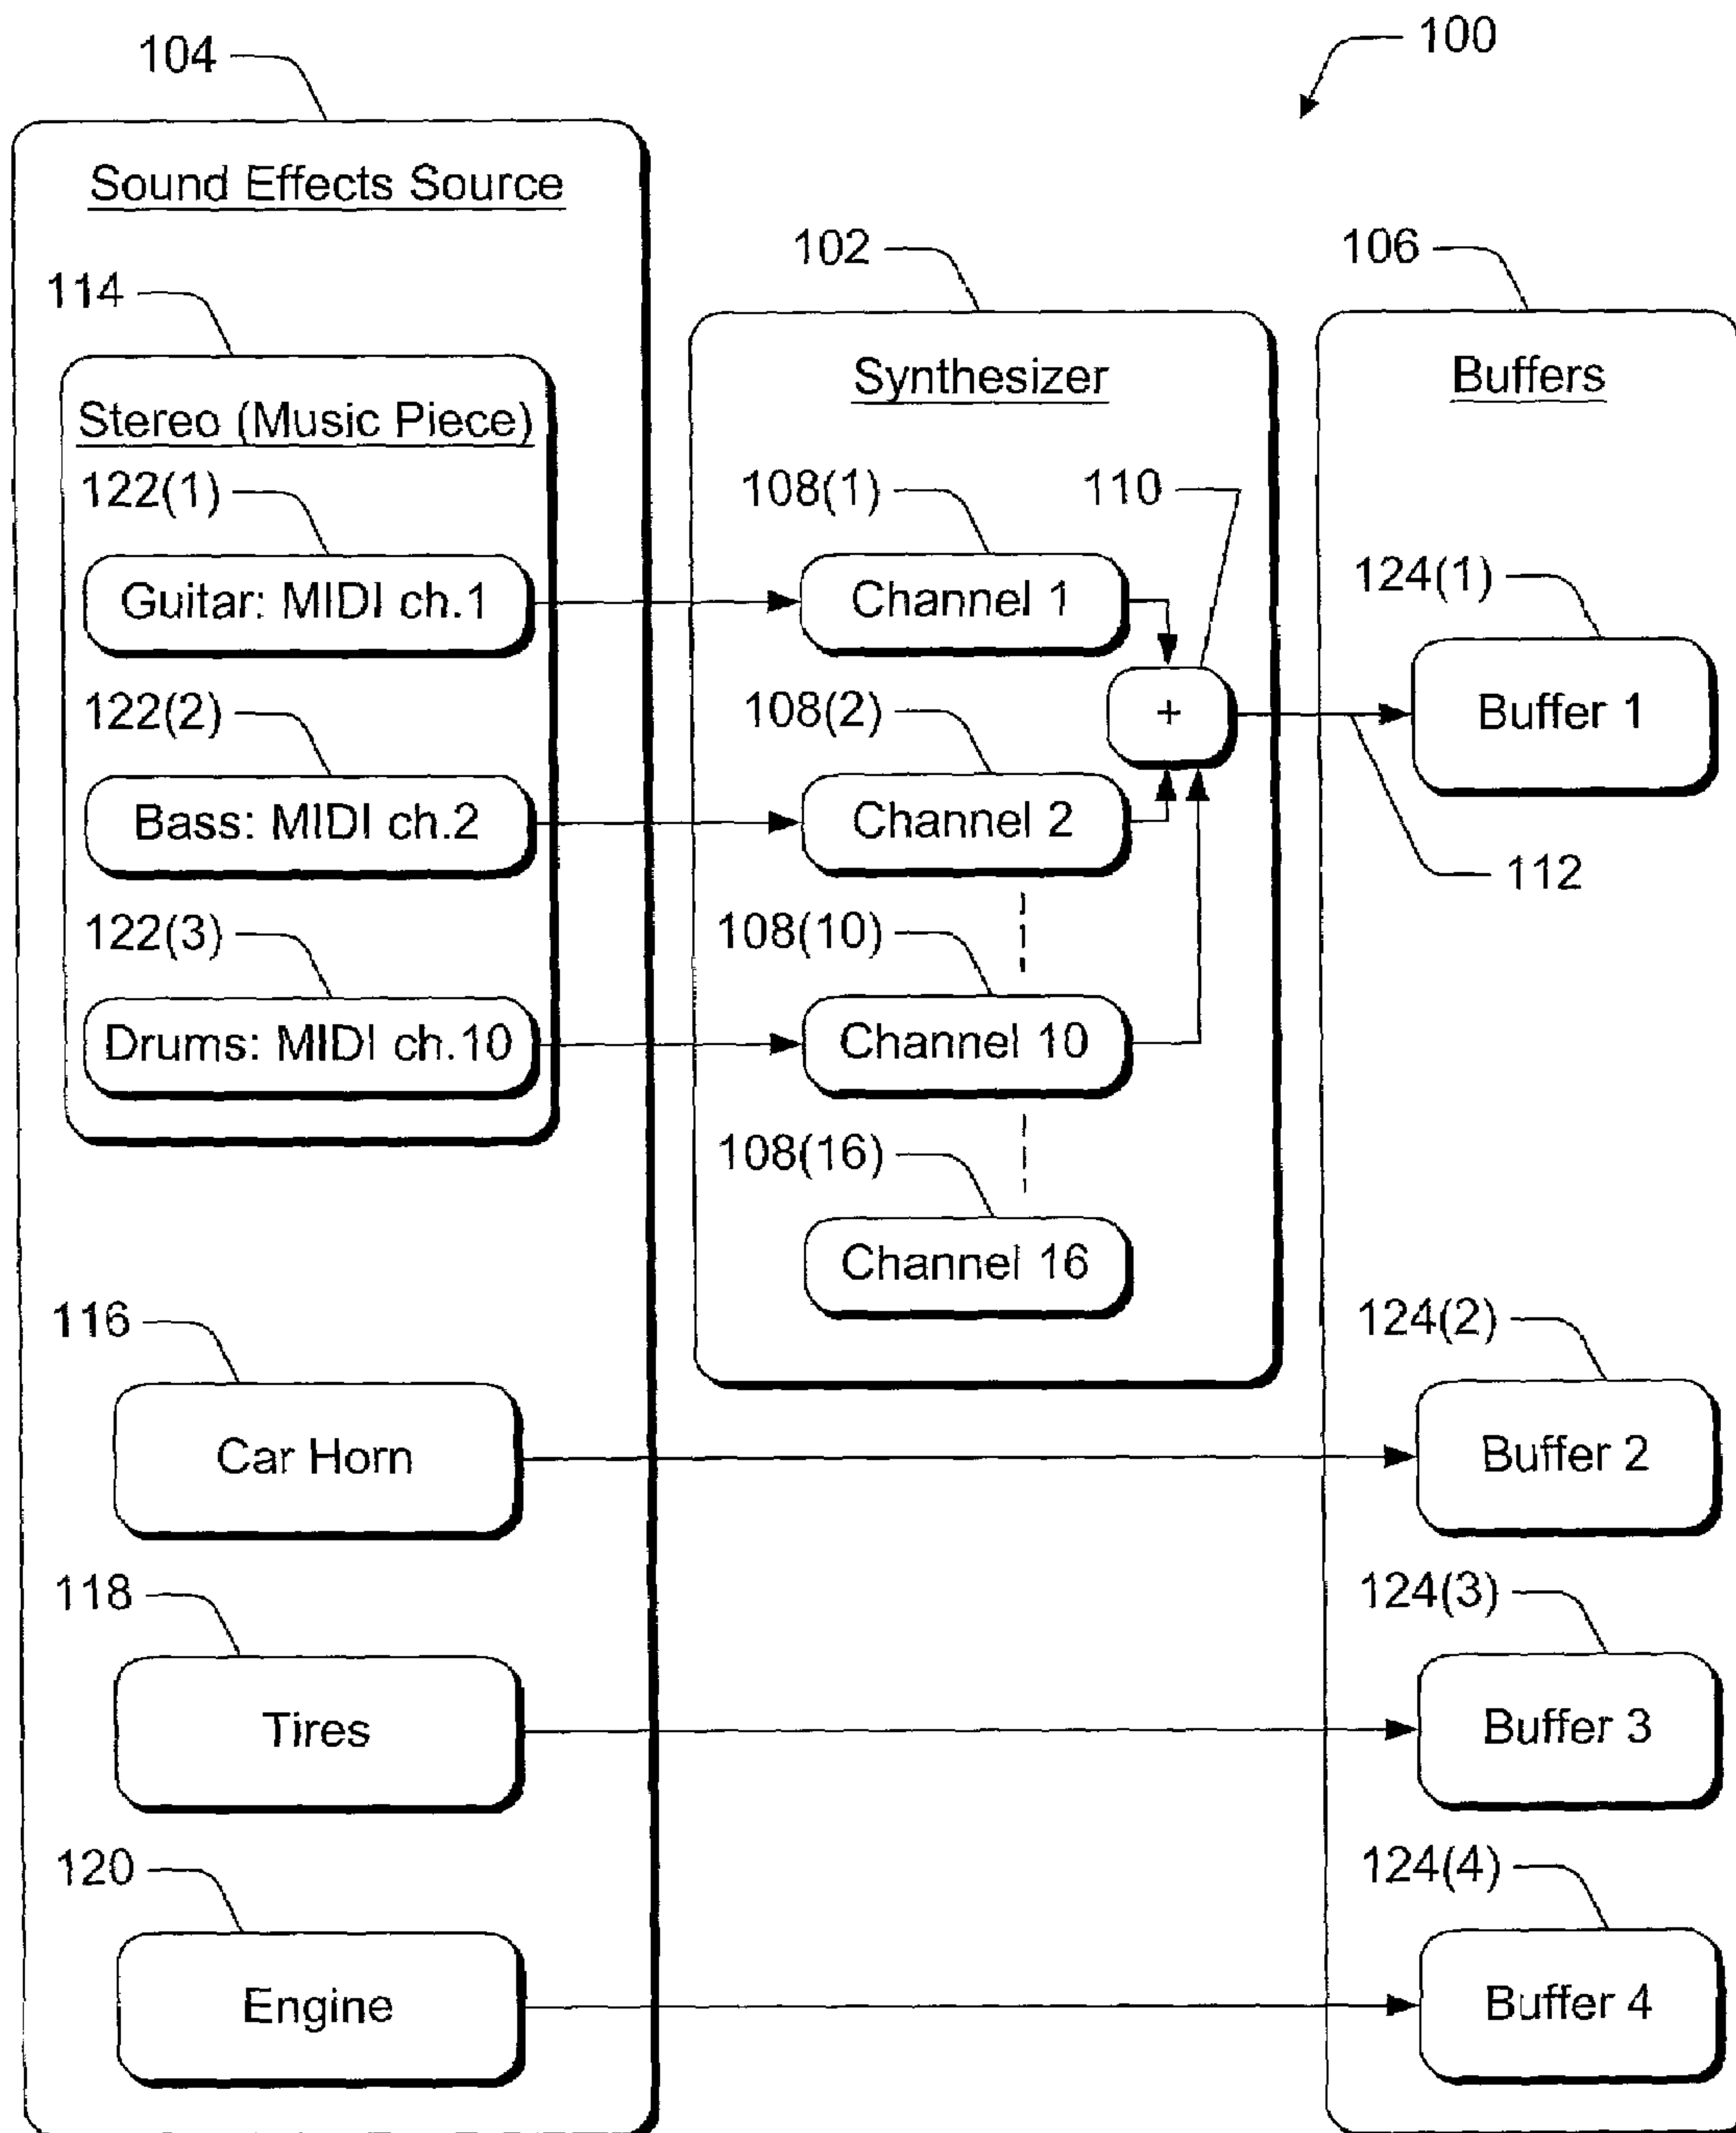 100
104
Sound Effects Source
102
106
114
Synthesizer
Buffers
Stereo (Music Piece)
122(1)
108(1)
110
124(1)
Guitar: MIDI ch.1
Channel 1
+
Buffer 1
122(2)
108(2)
112
Bass: MIDI ch.2
Channel 2
122(3)
108(10)
Drums: MIDI ch.10
Channel 10
108(16)
Channel 16
116
124(2)
Car Horn
Buffer 2
118
124(3)
Tires
Buffer 3
120
124(4)
Engine
Buffer 4